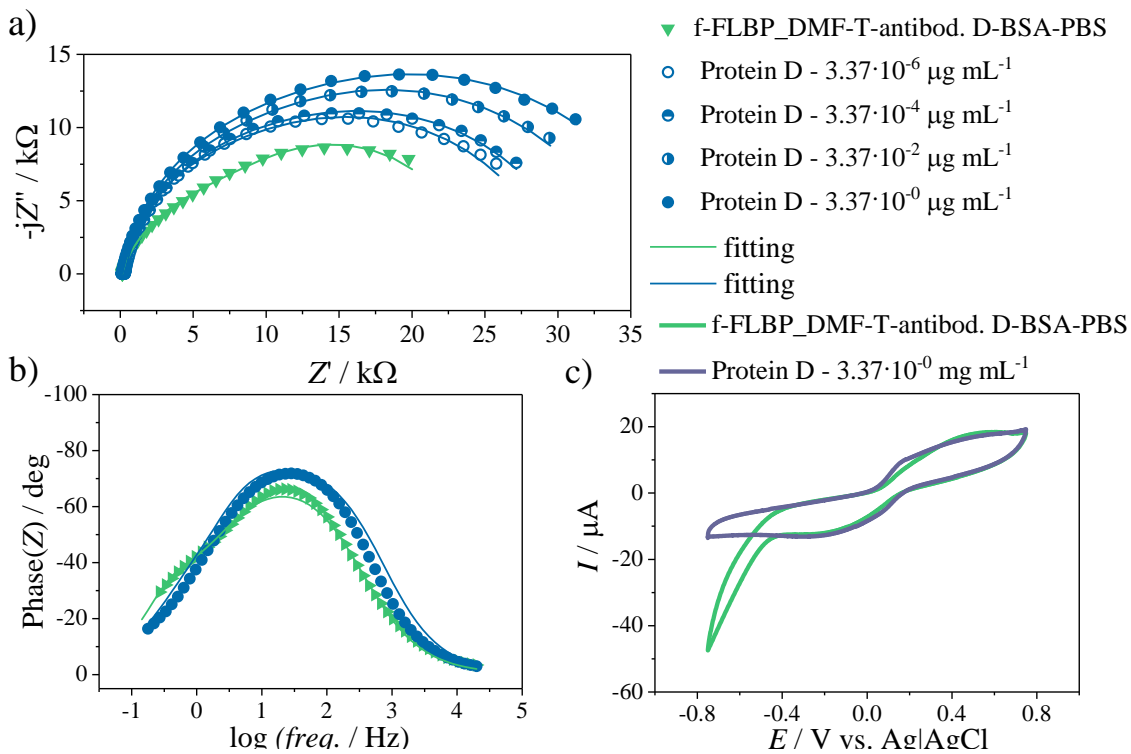 a)
f-FLBP_DMF-T-antibod. D-BSA-PBS
Protein D - 3.37·10⁻⁶ μg mL⁻¹
Protein D - 3.37·10⁻⁴ μg mL⁻¹
Protein D - 3.37·10⁻² μg mL⁻¹
Protein D - 3.37·10⁻⁰ μg mL⁻¹
fitting
fitting
f-FLBP_DMF-T-antibod. D-BSA-PBS
Protein D - 3.37·10⁻⁰ mg mL⁻¹
-jZ'' / kΩ
15
10
5
0
0 5 10 15 20 25 30 35
Z' / kΩ
b)
Phase(Z) / deg
-100
-80
-60
-40
-20
0
-1 0 1 2 3 4 5
log (freq. / Hz)
c)
I / μA
20
0
-20
-40
-60
-0.8 -0.4 0.0 0.4 0.8
E / V vs. Ag|AgCl